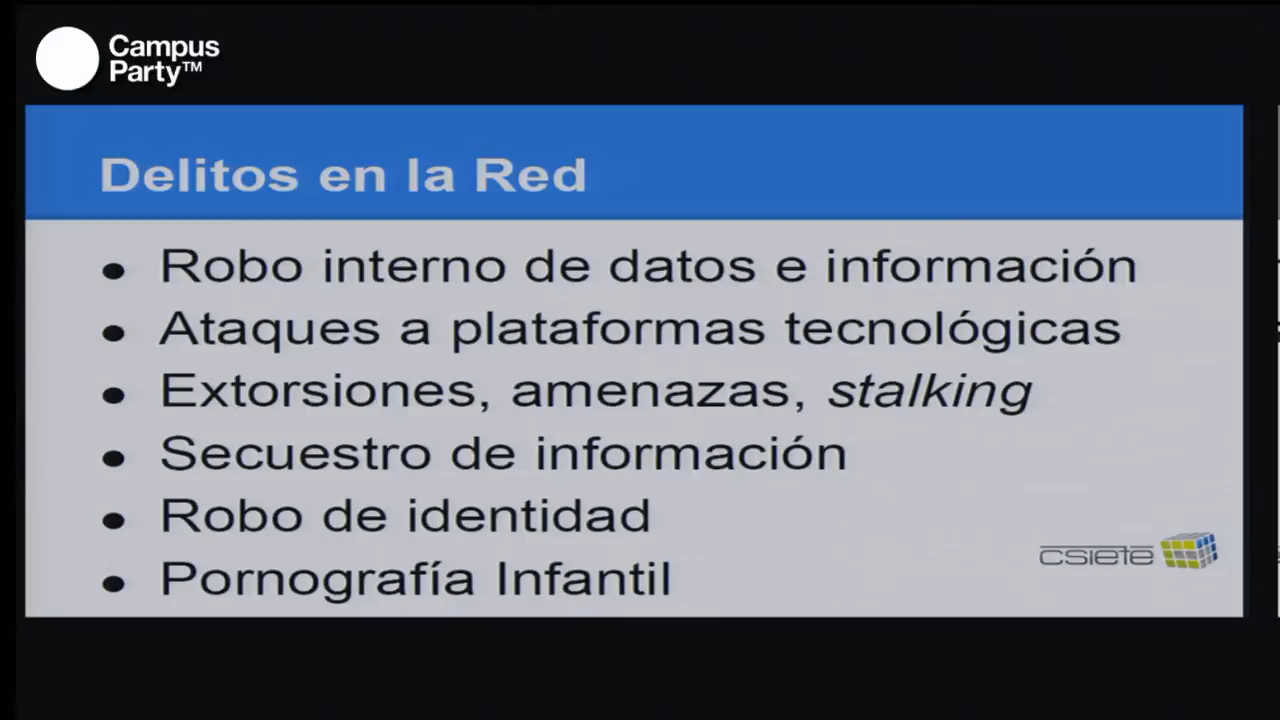 Campus
Party™
Delitos en la Red
• Robo interno de datos e información
• Ataques a plataformas tecnológicas
• Extorsiones, amenazas, stalking
• Secuestro de información
• Robo de identidad
• Pornografía Infantil
csiete